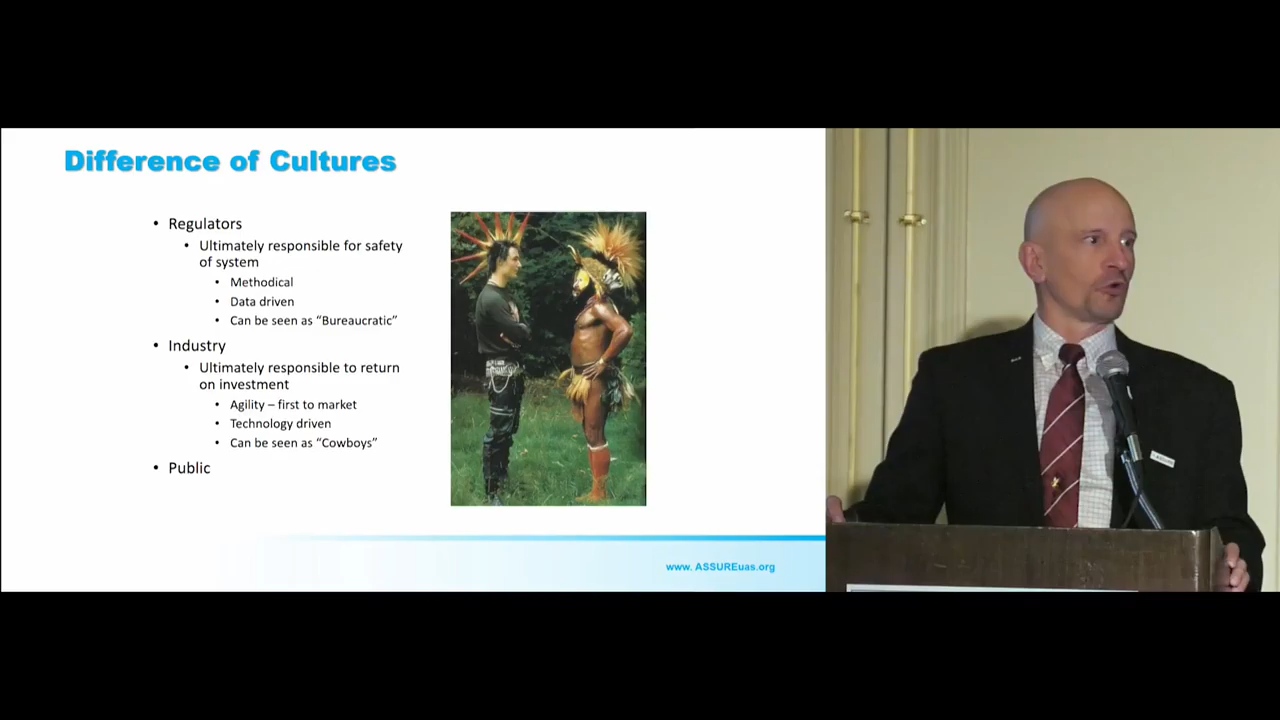 Difference of Cultures
• Regulators
• Ultimately responsible for safety
of system
• Methodical
• Data driven
• Can be seen as “Bureaucratic”
• Industry
• Ultimately responsible to return
on investment
• Agility – first to market
• Technology driven
• Can be seen as “Cowboys”
• Public
www. ASSUREuas.org
ASSURE